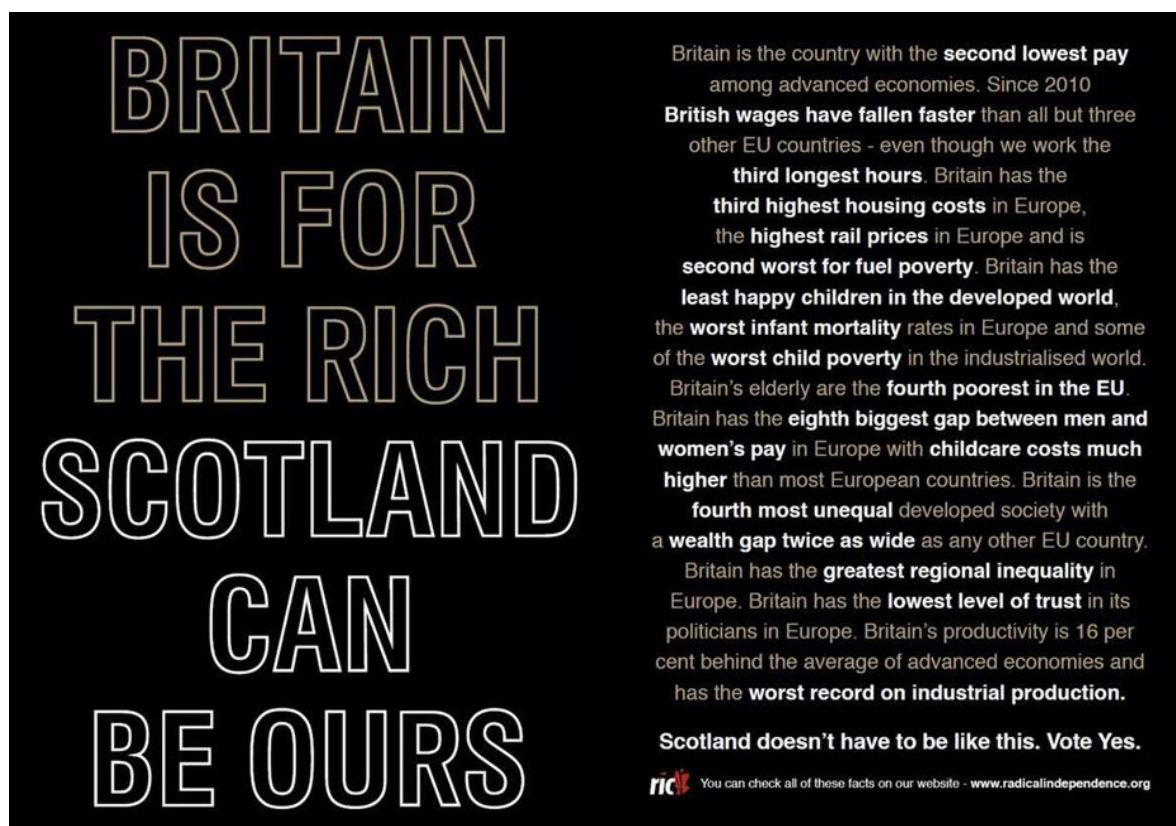 BRITAIN
IS FOR
THE RICH
SCOTLAND
CAN
BE OURS
Britain is the country with the second lowest pay
among advanced economies. Since 2010
British wages have fallen faster than all but three
other EU countries - even though we work the
third longest hours. Britain has the
third highest housing costs in Europe,
the highest rail prices in Europe and is
second worst for fuel poverty. Britain has the
least happy children in the developed world,
the worst infant mortality rates in Europe and some
of the worst child poverty in the industrialised world.
Britain's elderly are the fourth poorest in the EU.
Britain has the eighth biggest gap between men and
women's pay in Europe with childcare costs much
higher than most European countries. Britain is the
fourth most unequal developed society with
a wealth gap twice as wide as any other EU country.
Britain has the greatest regional inequality in
Europe. Britain has the lowest level of trust in its
politicians in Europe. Britain's productivity is 16 per
cent behind the average of advanced economies and
has the worst record on industrial production.
Scotland doesn't have to be like this. Vote Yes.
ric You can check all of these facts on our website - www.radicalindependence.org